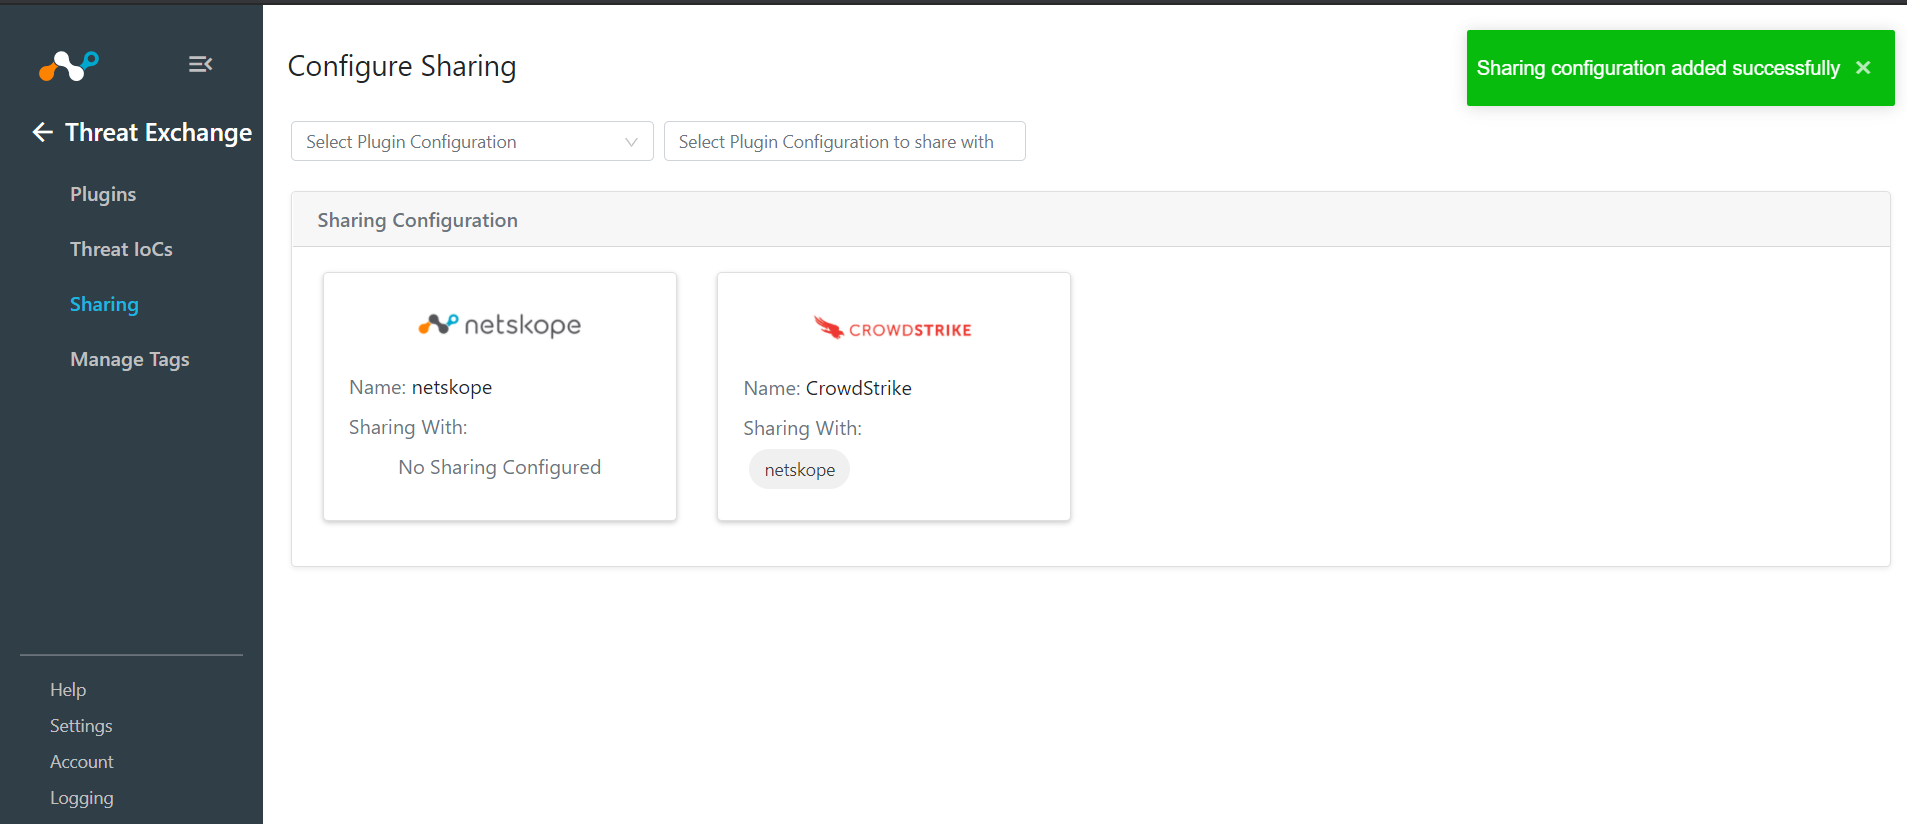 Threat Exchange
Plugins
Threat IoCs
Sharing
Manage Tags
Help
Settings
Account
Logging
Configure Sharing
Sharing configuration added successfully
Select Plugin Configuration
Select Plugin Configuration to share with
Sharing Configuration
netskope
Name: netskope
Sharing With:
No Sharing Configured
CROWDSTRIKE
Name: CrowdStrike
Sharing With:
netskope